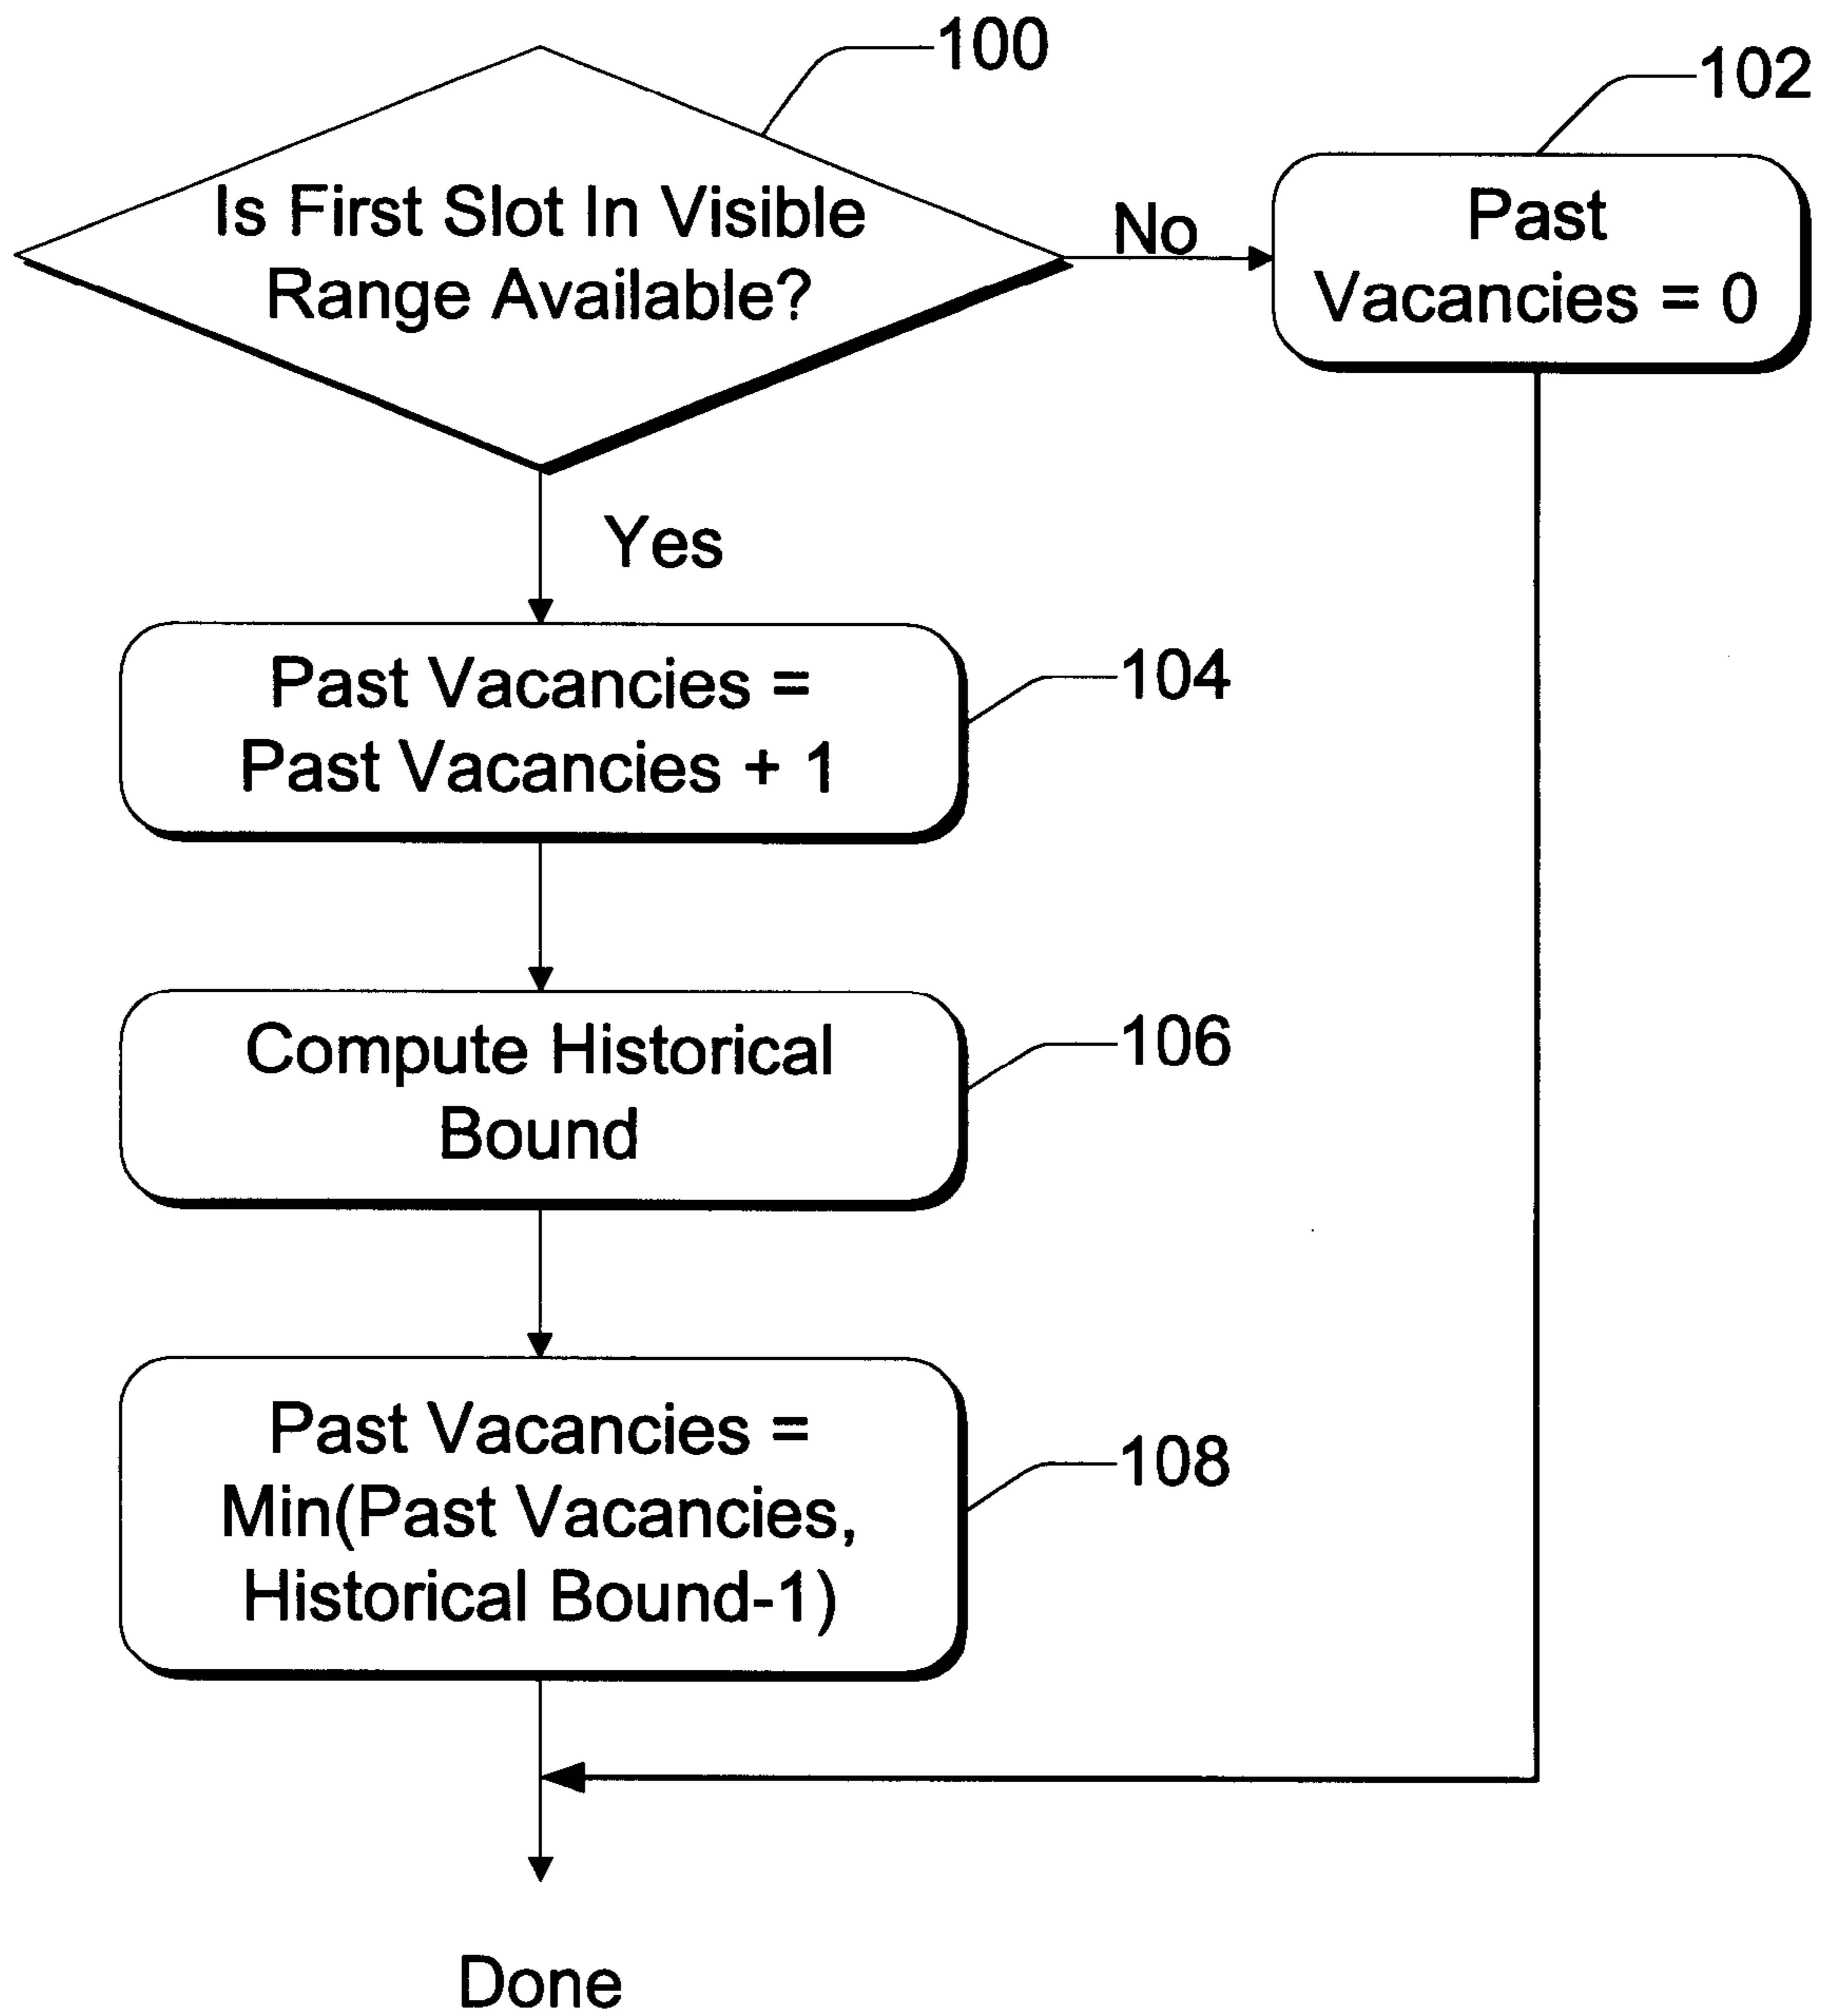 100
102
Is First Slot In Visible
Range Available?
No
Past
Vacancies = 0
Yes
Past Vacancies =
Past Vacancies + 1
104
Compute Historical
Bound
106
Past Vacancies =
Min(Past Vacancies,
Historical Bound-1)
108
Done